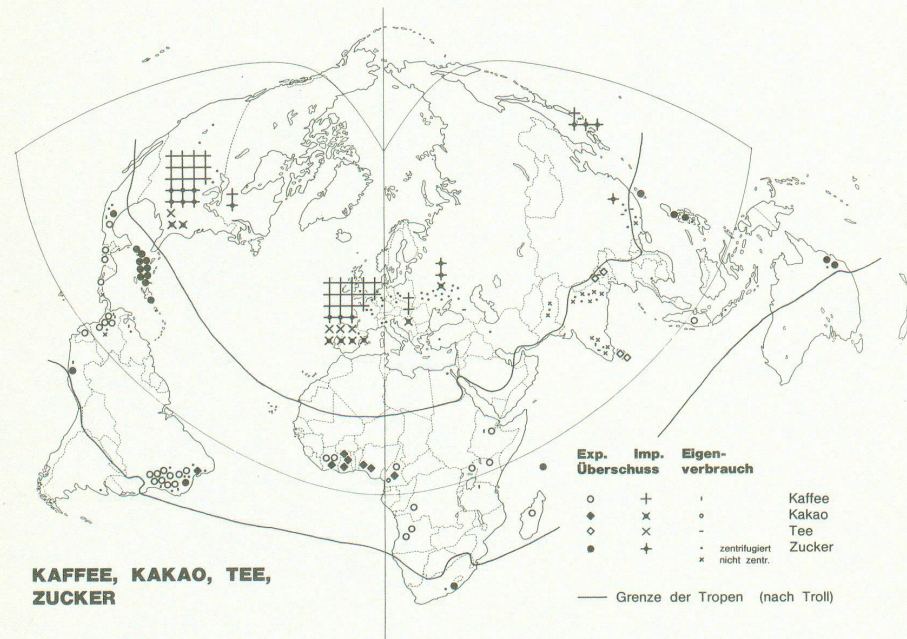 Exp. Imp. Eigen-
Überschuss verbrauch
Kaffee
Kakao
Tee
zentrifugiert Zucker
nicht zentr.
Grenze der Tropen (nach Troll)
KAFFEE, KAKAO, TEE,
ZUCKER